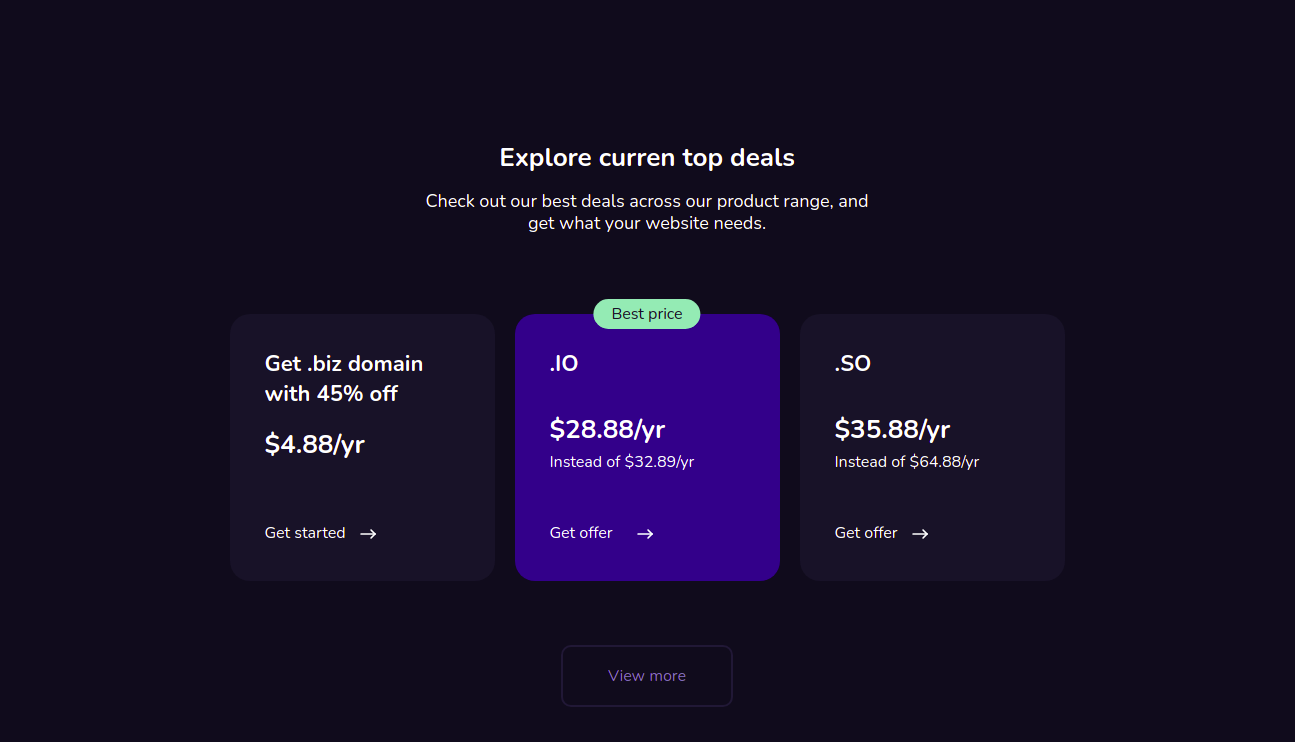 Explore curren top deals
Check out our best deals across our product range, and
get what your website needs.
Get .biz domain
with 45% off
$4.88/yr
Get started
Best price
.IO
$28.88/yr
Instead of $32.89/yr
Get offer
.SO
$35.88/yr
Instead of $64.88/yr
Get offer
View more